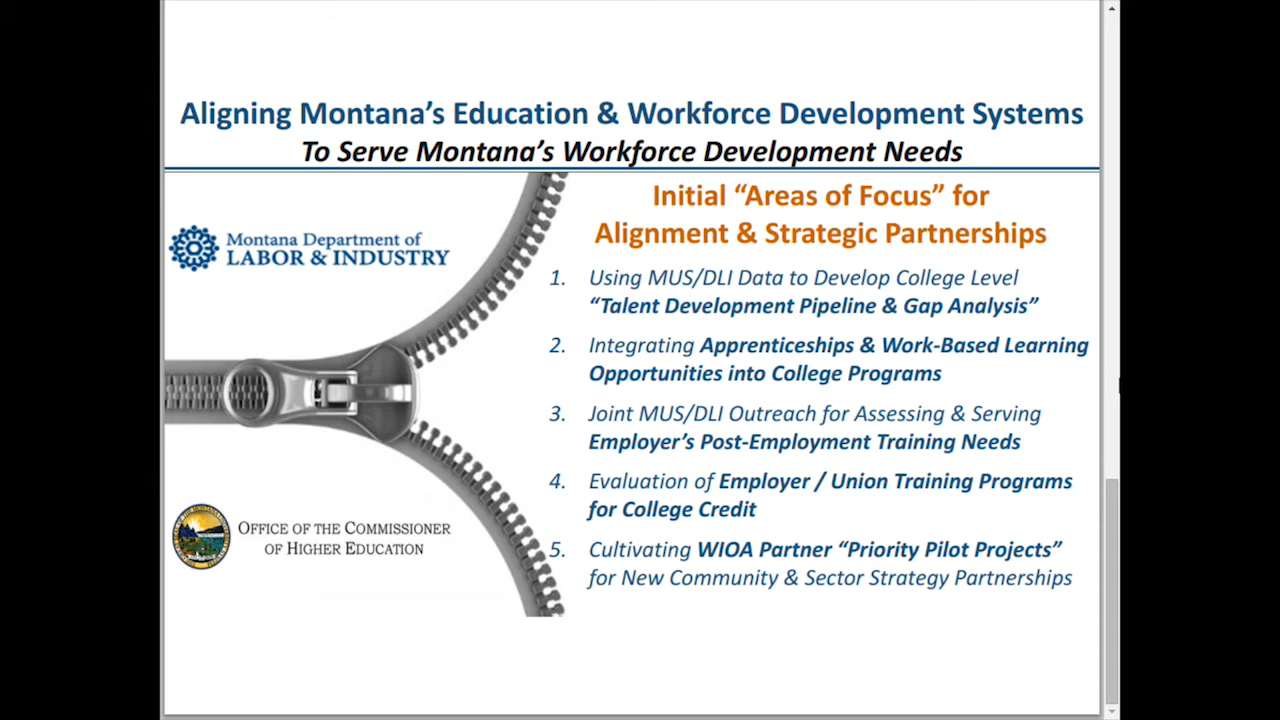 Aligning Montana's Education & Workforce Development Systems
To Serve Montana's Workforce Development Needs
Initial “Areas of Focus” for
Alignment & Strategic Partnerships
Montana Department of
LABOR & INDUSTRY
1. Using MUS/DLI Data to Develop College Level
“Talent Development Pipeline & Gap Analysis”
2. Integrating Apprenticeships & Work-Based Learning
Opportunities into College Programs
3. Joint MUS/DLI Outreach for Assessing & Serving
Employer's Post-Employment Training Needs
4. Evaluation of Employer / Union Training Programs
for College Credit
5. Cultivating WIOA Partner “Priority Pilot Projects”
for New Community & Sector Strategy Partnerships
OFFICE OF THE COMMISSIONER
OF HIGHER EDUCATION